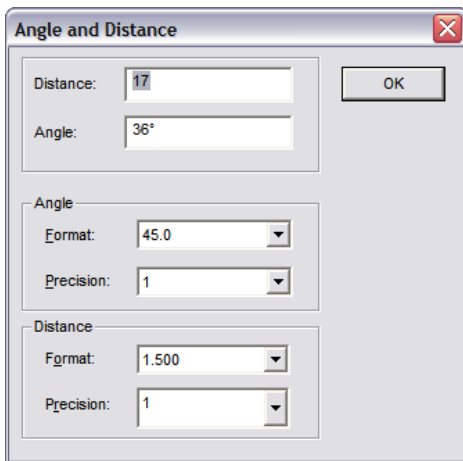 Angle and Distance
Distance: 17 OK
Angle: 36°
Angle
Format: 45.0
Precision: 1
Distance
Format: 1.500
Precision: 1